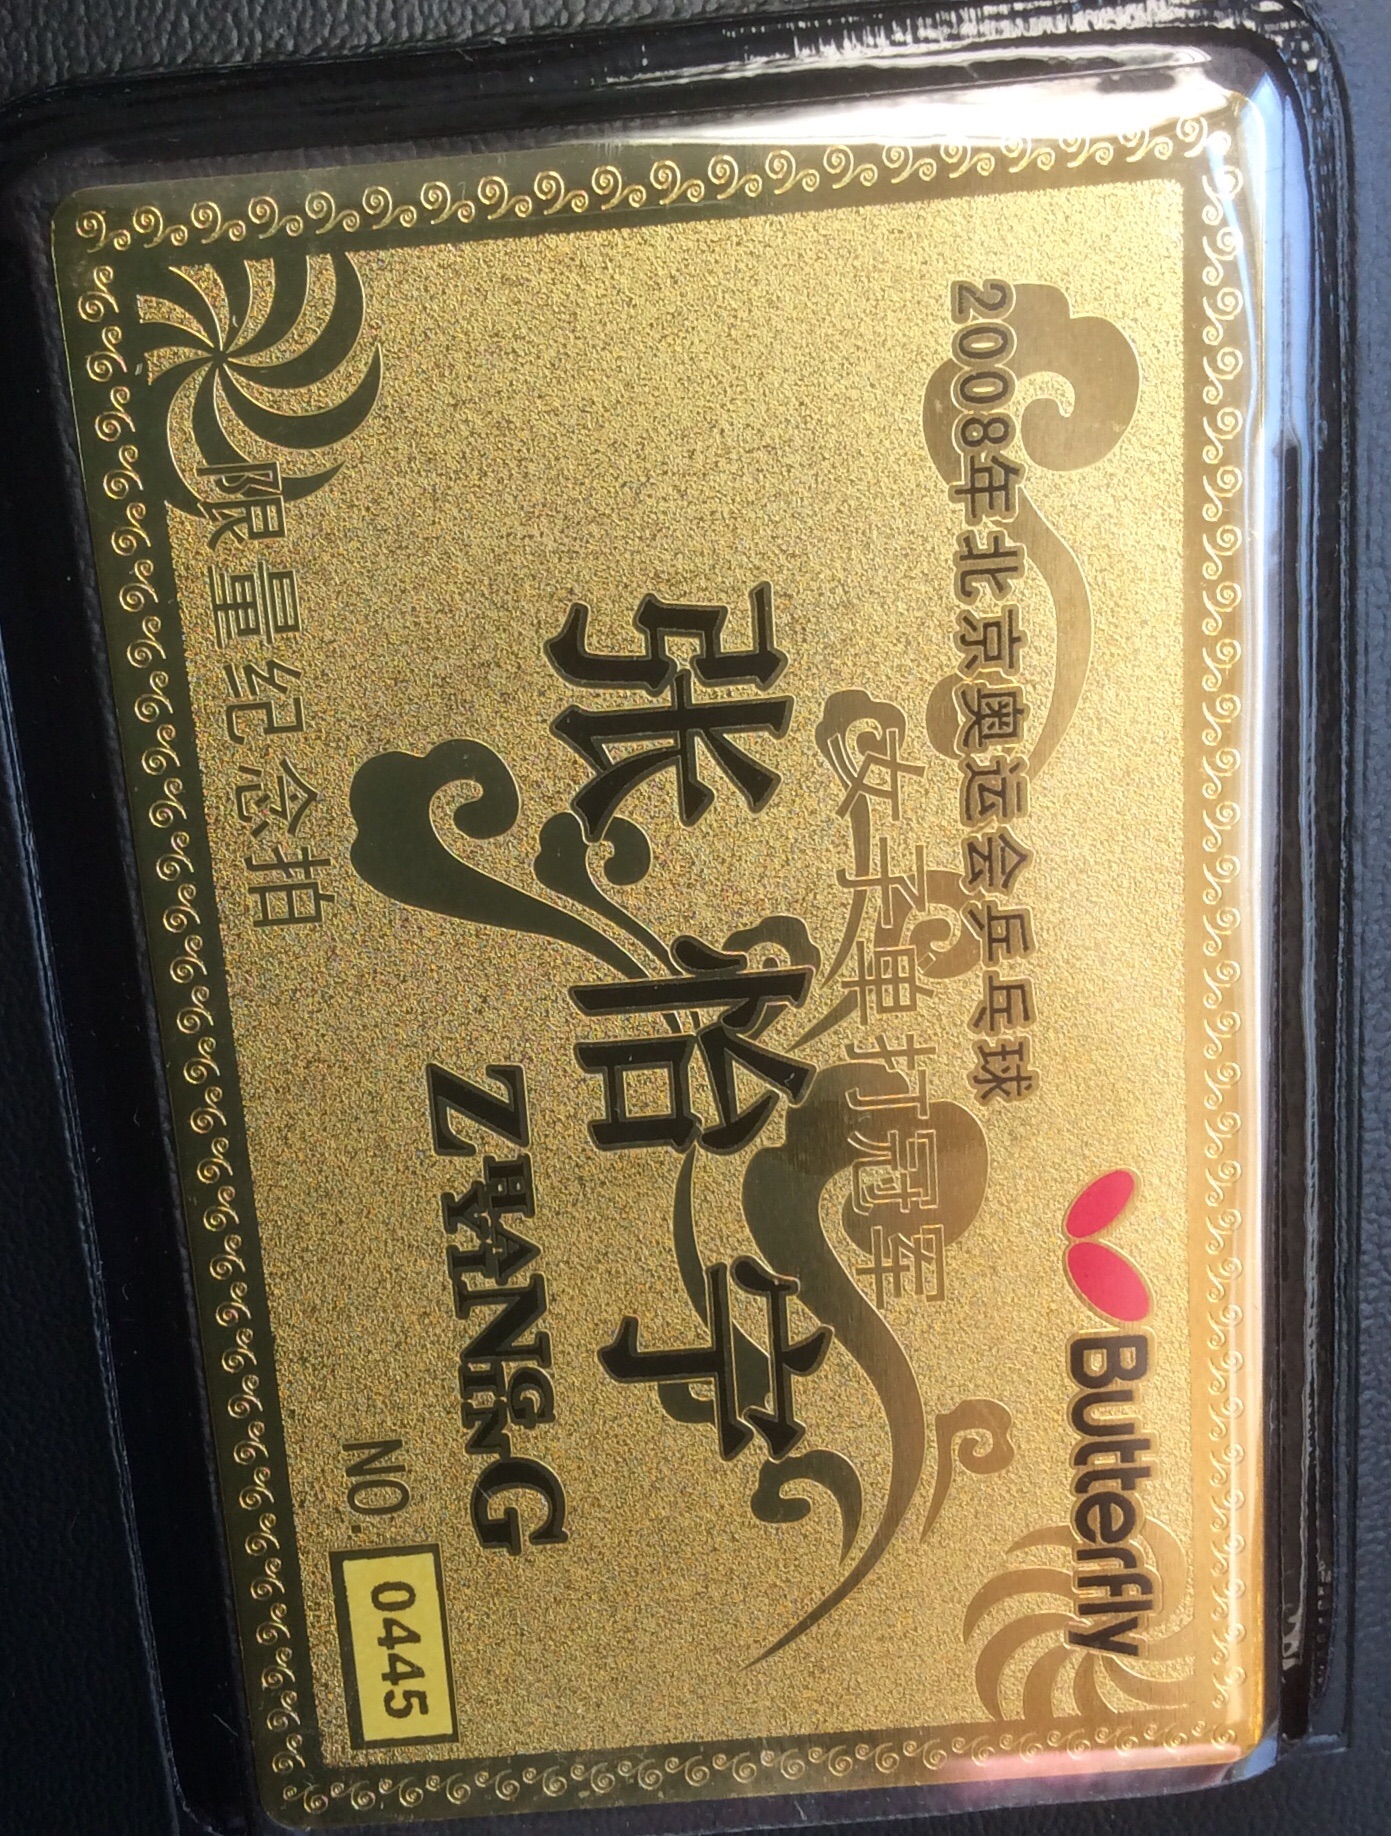 Butterfly
2008年北京奥运会乒乓球
女子单打冠军
张怡宁
ZHANG YINING
限量纪念拍
NO. 0445